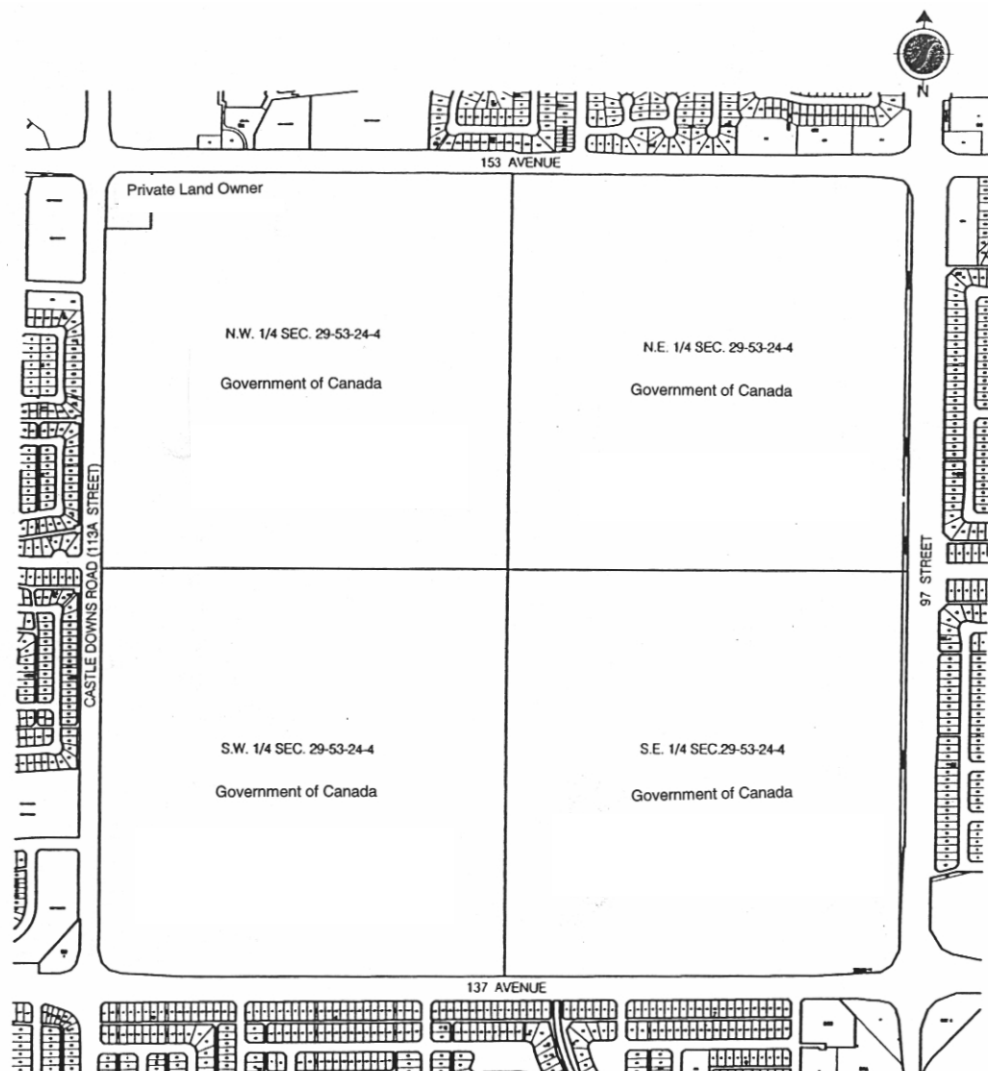 N
153 AVENUE
Private Land Owner
N.W. 1/4 SEC. 29-53-24-4
Government of Canada
N.E. 1/4 SEC. 29-53-24-4
Government of Canada
CASTLE DOWNS ROAD (113A STREET)
97 STREET
S.W. 1/4 SEC. 29-53-24-4
Government of Canada
S.E. 1/4 SEC.29-53-24-4
Government of Canada
137 AVENUE